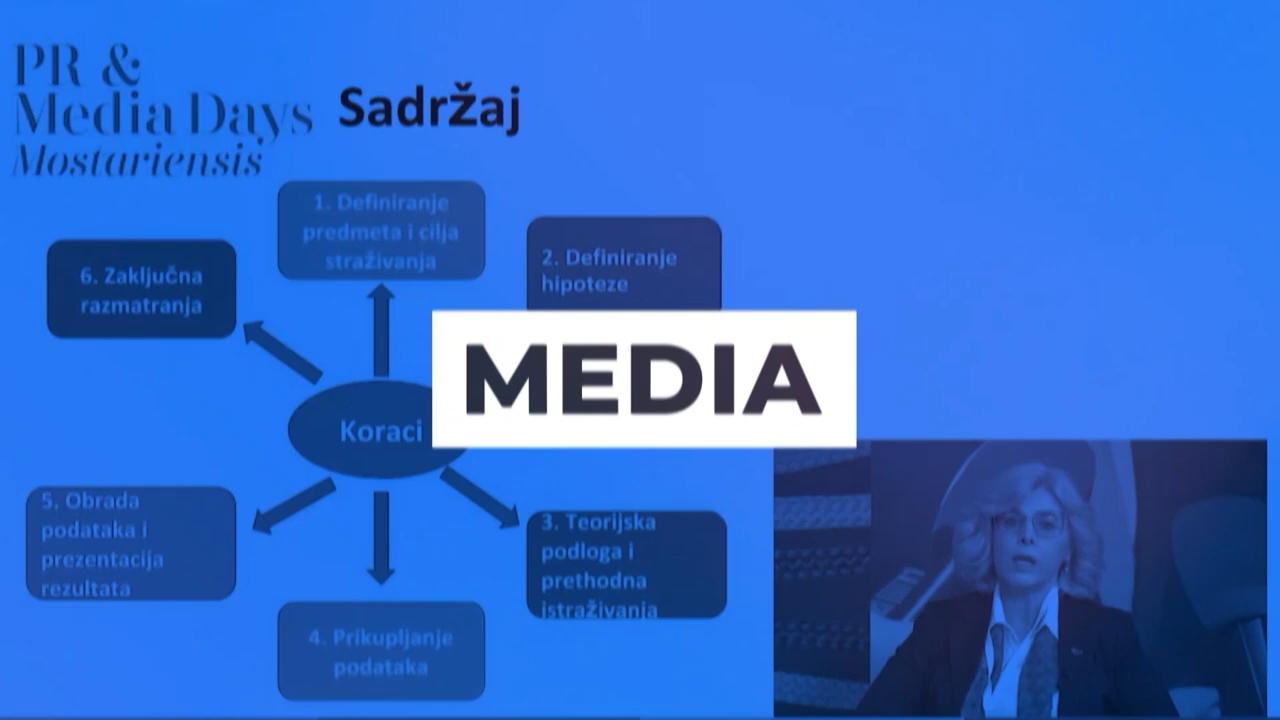 PR &
Media Days
Mostariensis
Sadržaj
1. Definiranje
predmeta i cilja
straživanja
2. Definiranje
hipoteze
6. Zaključna
razmatranja
MEDIA
Koraci
5. Obrada
podataka i
prezentacija
rezultata
3. Teorijska
podloga i
prethodna
istraživanja
4. Prikupljanje
podataka